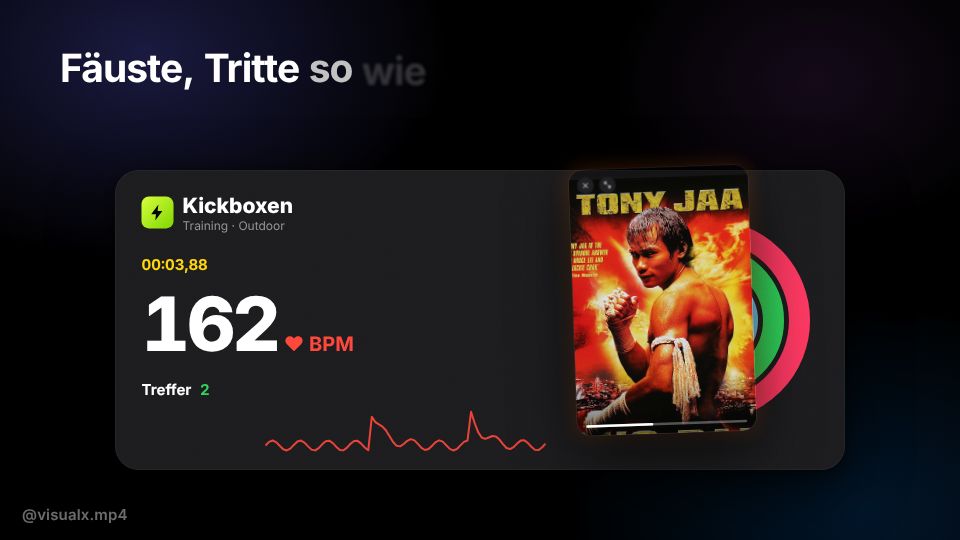 Fäuste, Tritte so wie
Kickboxen
Training · Outdoor
00:03,88
162 BPM
Treffer 2
TONY JAA
@visualx.mp4